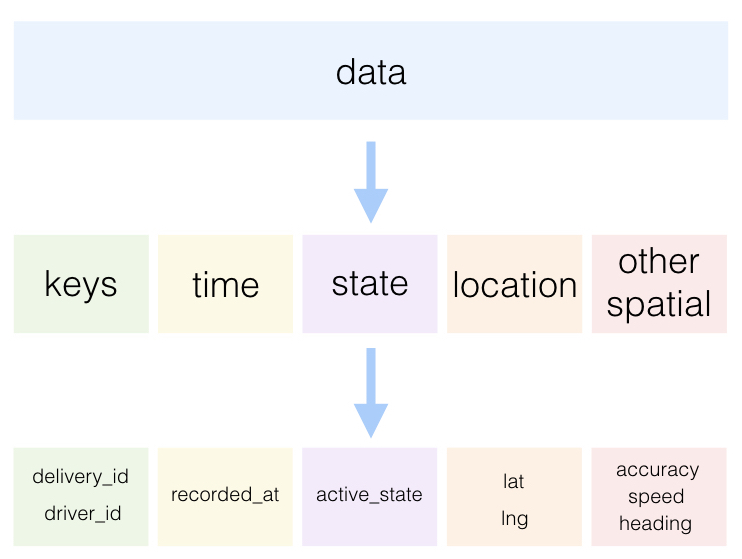 data
keys
time
state
location
other
spatial
delivery_id
driver_id
recorded_at
active_state
lat
lng
accuracy
speed
heading